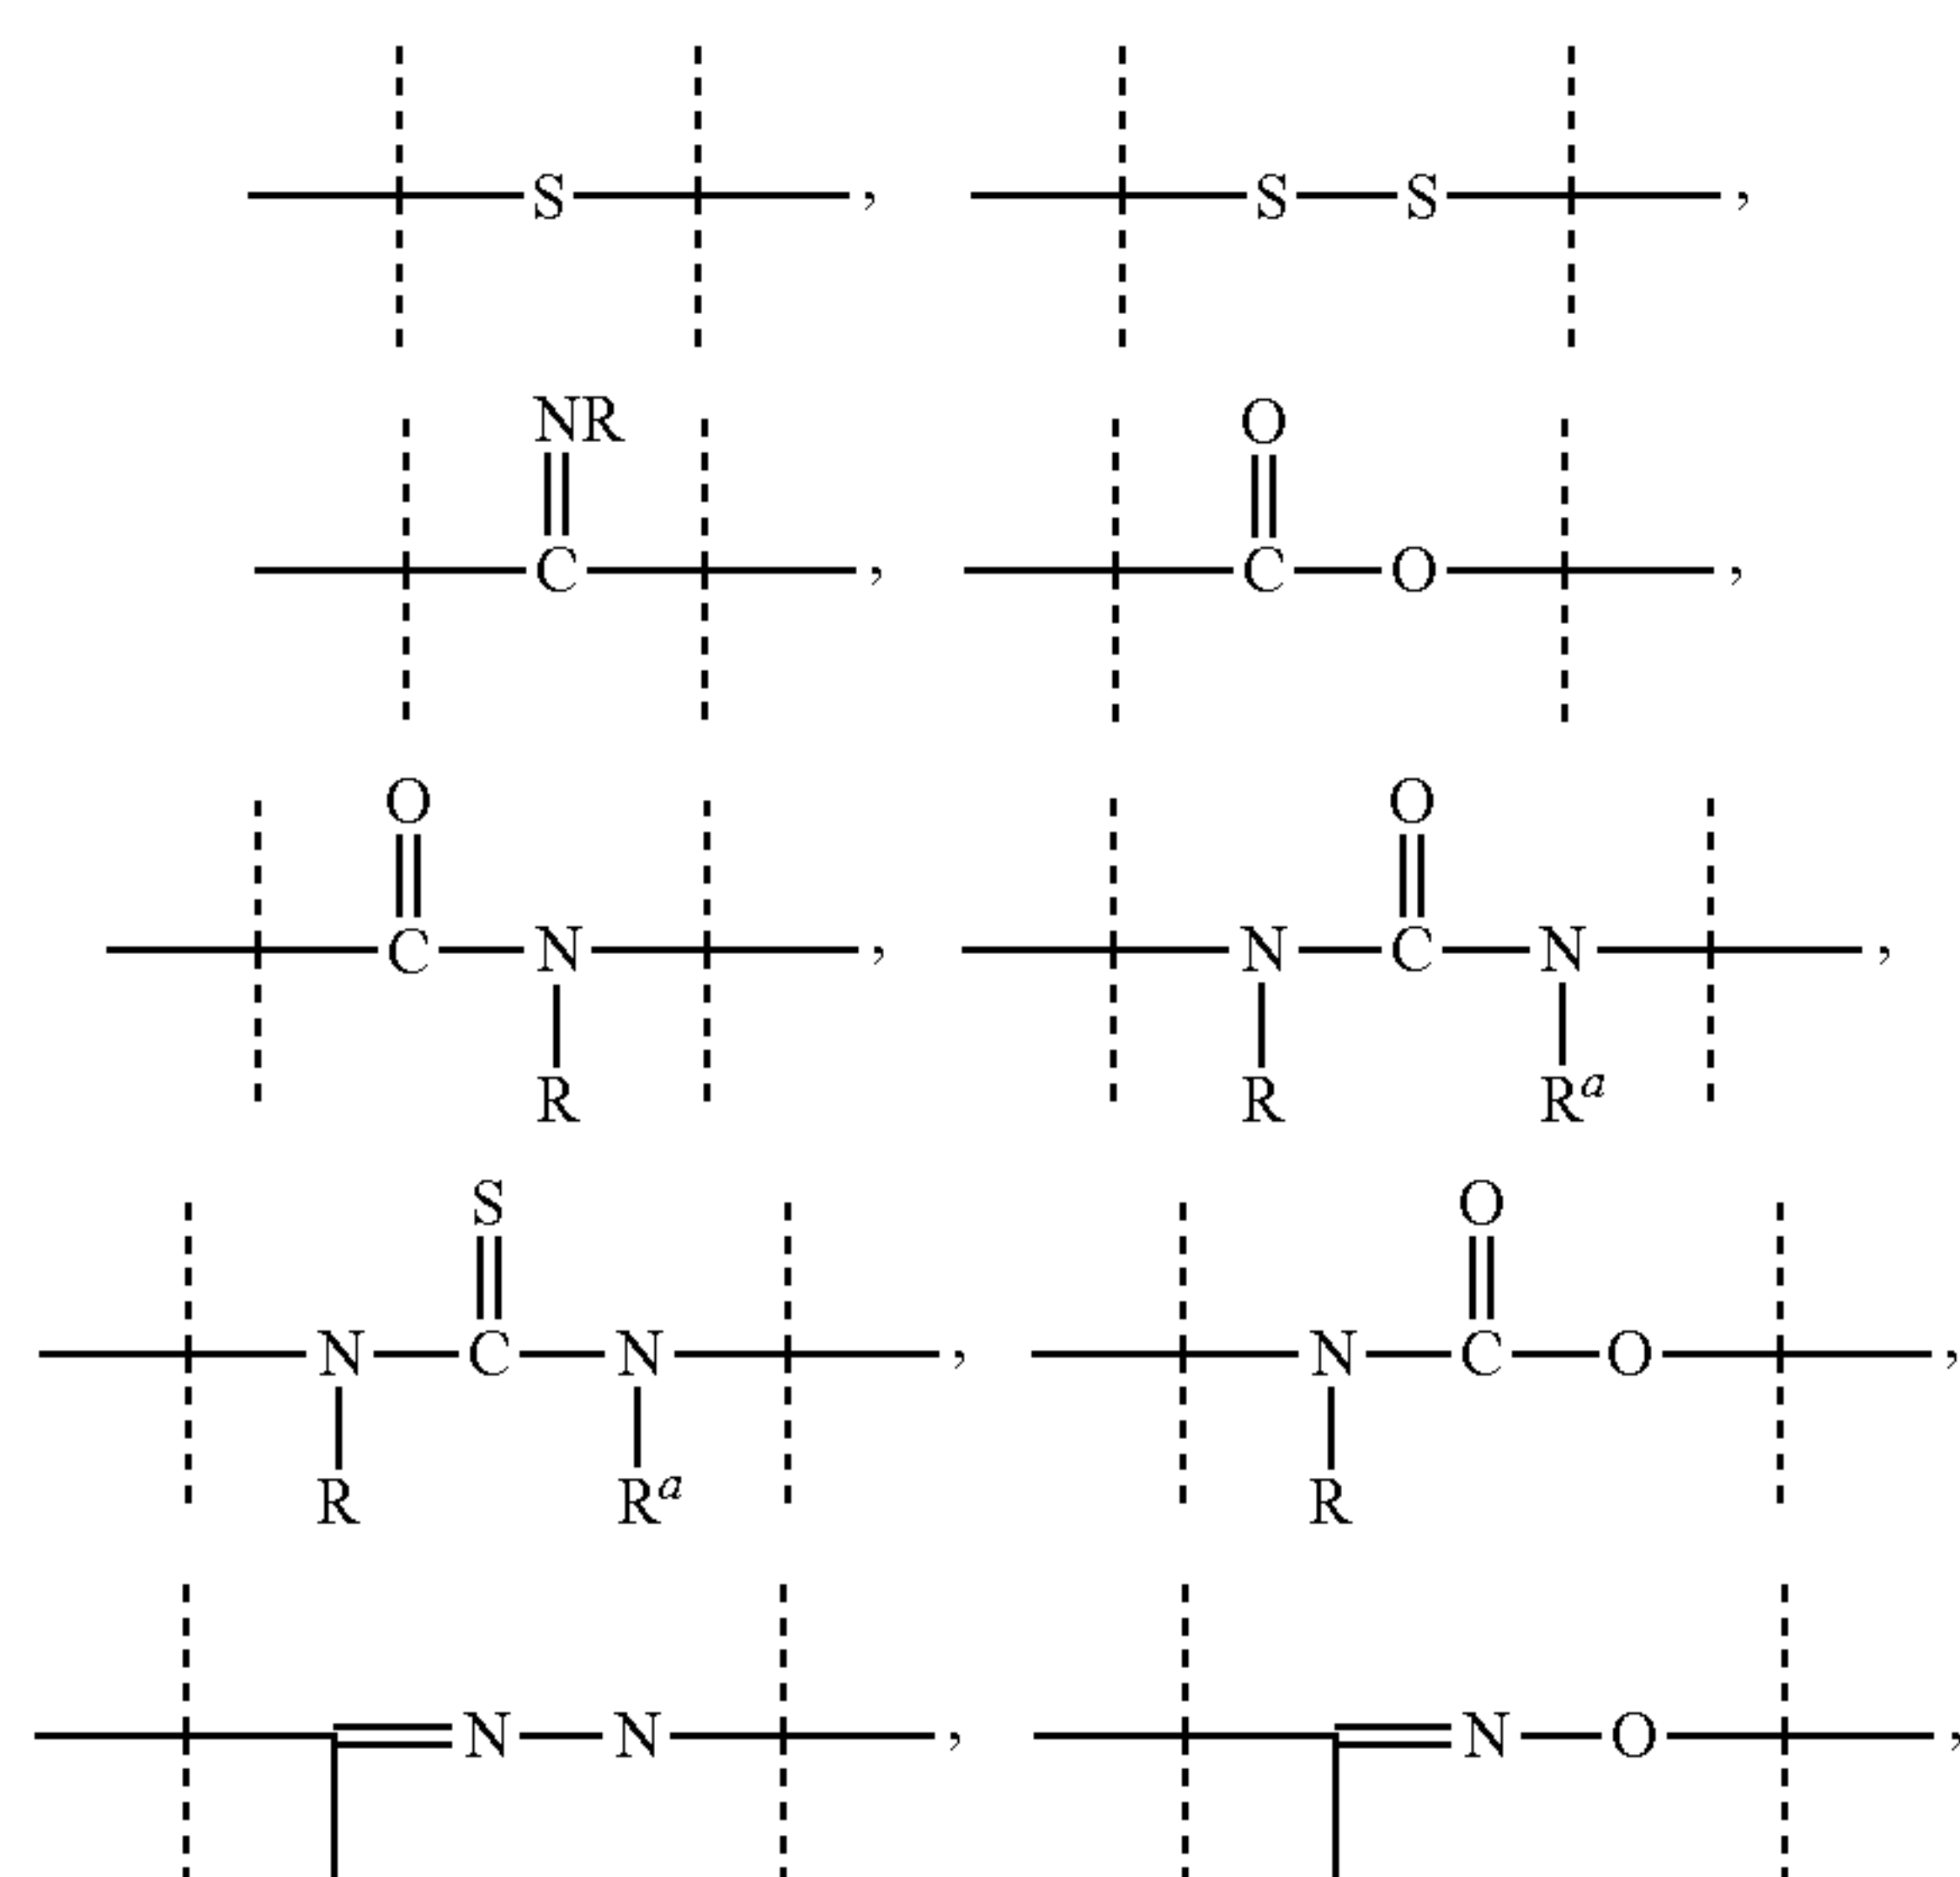 S, S S,
NR O
C, C O,
O O
C N, N C N,
R R Rᵃ
S O
N C N, N C O,
R Rᵃ R
N N, N O,